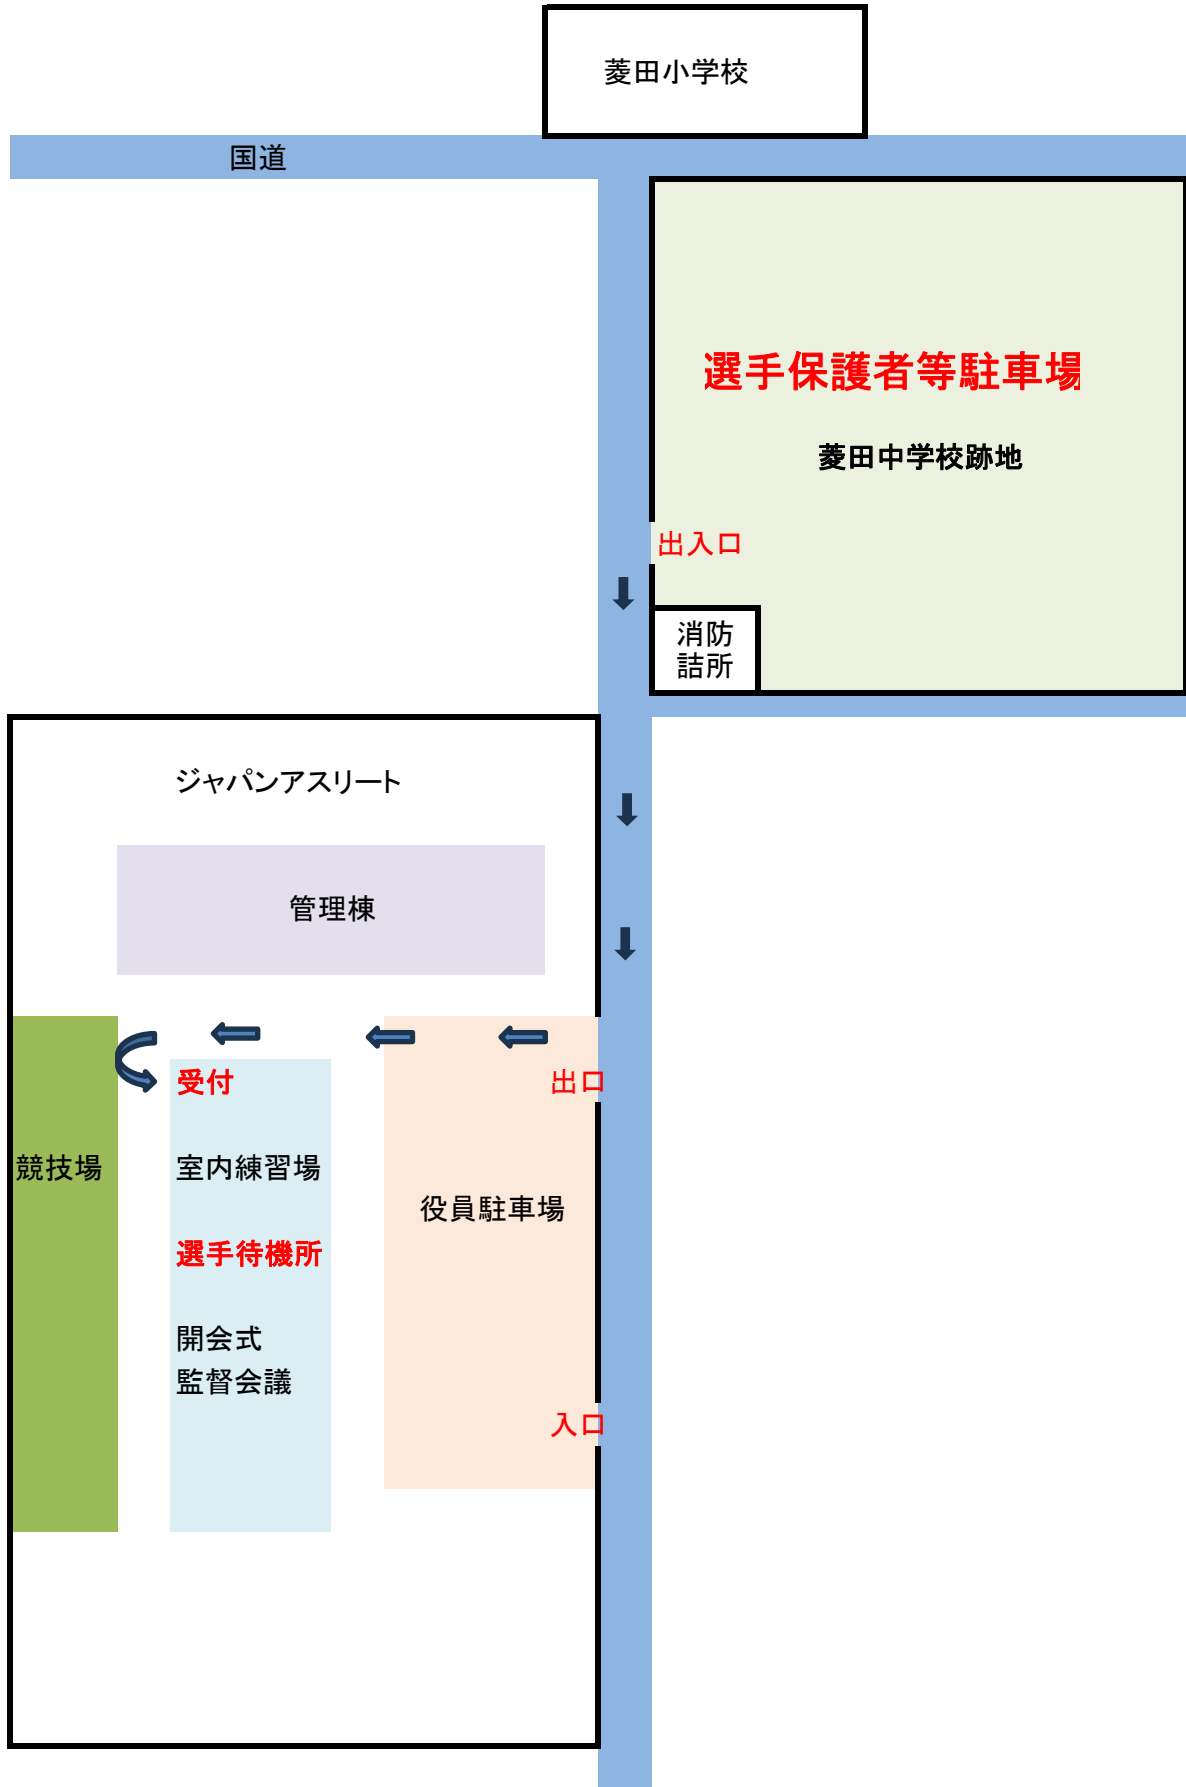 菱田小学校
国道
選手保護者等駐車場
菱田中学校跡地
出入口
消防
詰所
ジャパンアスリート
管理棟
受付
出口
競技場
室内練習場
役員駐車場
選手待機所
開会式
監督会議
入口